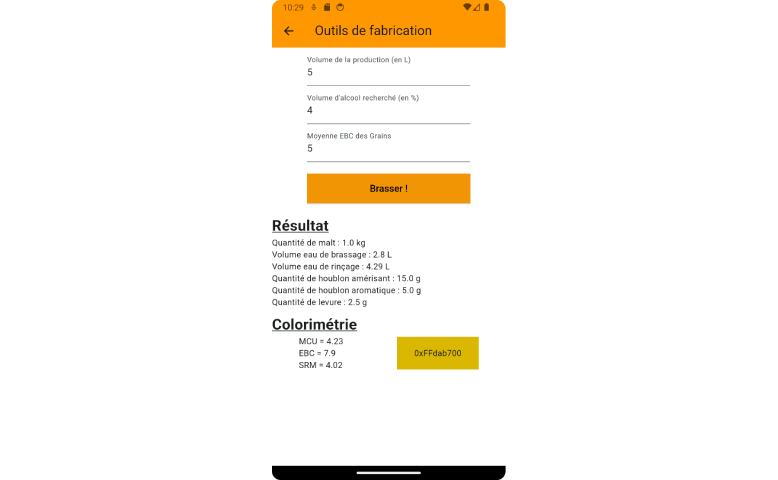 10:29
Outils de fabrication
Volume de la production (en L)
5
Volume d'alcool recherché (en %)
4
Moyenne EBC des Grains
5
Brasser !
Résultat
Quantité de malt : 1.0 kg
Volume eau de brassage : 2.8 L
Volume eau de rinçage : 4.29 L
Quantité de houblon amérisant : 15.0 g
Quantité de houblon aromatique : 5.0 g
Quantité de levure : 2.5 g
Colorimétrie
MCU = 4.23
EBC = 7.9
0xFFdab700
SRM = 4.02